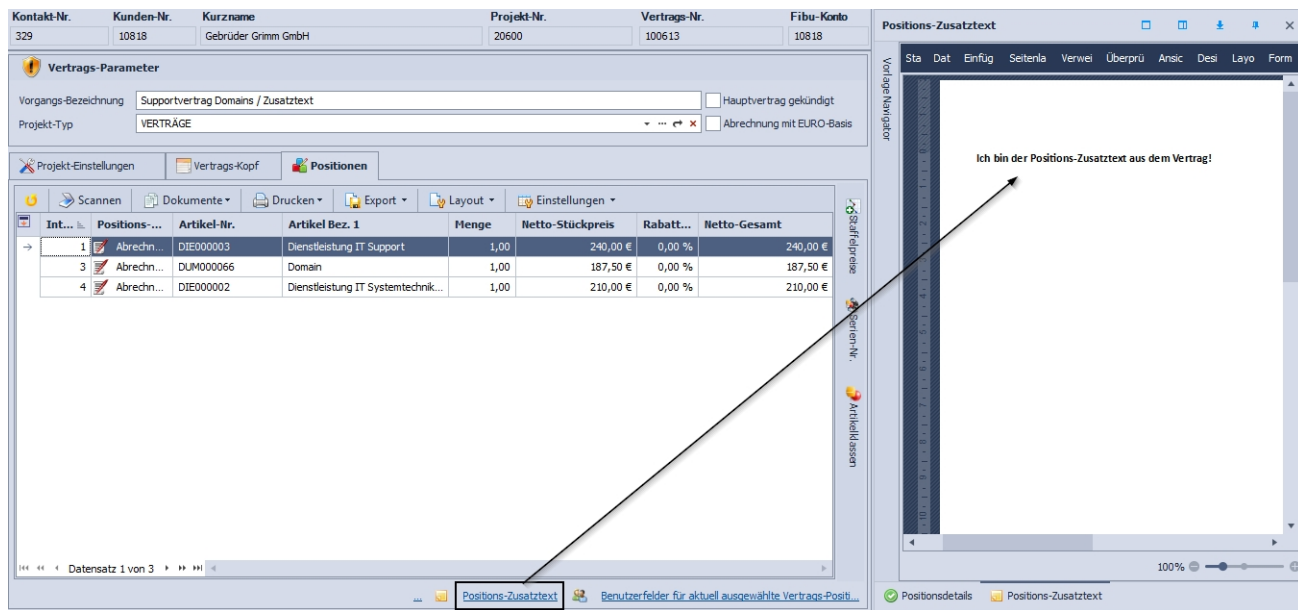 Kontakt-Nr. Kunden-Nr. Kurzname Projekt-Nr. Vertrags-Nr. Fibu-Konto
329 10818 Gebrüder Grimm GmbH 20600 100613 10818
Vertrags-Parameter
Vorgangs-Bezeichnung Supportvertrag Domains / Zusatztext Hauptvertrag gekündigt
Projekt-Typ VERTRÄGE Abrechnung mit EURO-Basis
Projekt-Einstellungen Vertrags-Kopf Positionen
Scannen Dokumente Drucken Export Layout Einstellungen
Int... Positions-... Artikel-Nr. Artikel Bez. 1 Menge Netto-Stückpreis Rabatt... Netto-Gesamt
1 Abrechn... DIE000003 Dienstleistung IT Support 1,00 240,00 € 0,00 % 240,00 €
3 Abrechn... DUM000066 Domain 1,00 187,50 € 0,00 % 187,50 €
4 Abrechn... DIE000002 Dienstleistung IT Systemtechnik... 1,00 210,00 € 0,00 % 210,00 €
Staffelpreise
Serien-Nr.
Artikelklassen
Datensatz 1 von 3
... Positions-Zusatztext Benutzerfelder für aktuell ausgewählte Vertrags-Positi...
Positions-Zusatztext
Vorlage Navigator
Sta Dat Einfüg Seitenla Verwei Überprü Ansic Desi Layo Form
Ich bin der Positions-Zusatztext aus dem Vertrag!
100%
Positionsdetails Positions-Zusatztext